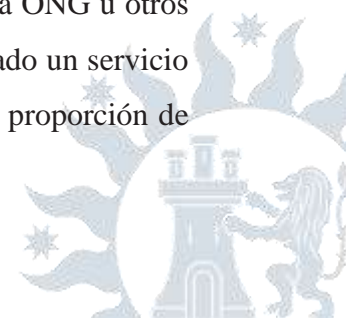 a ONG u otros
ado un servicio
proporción de